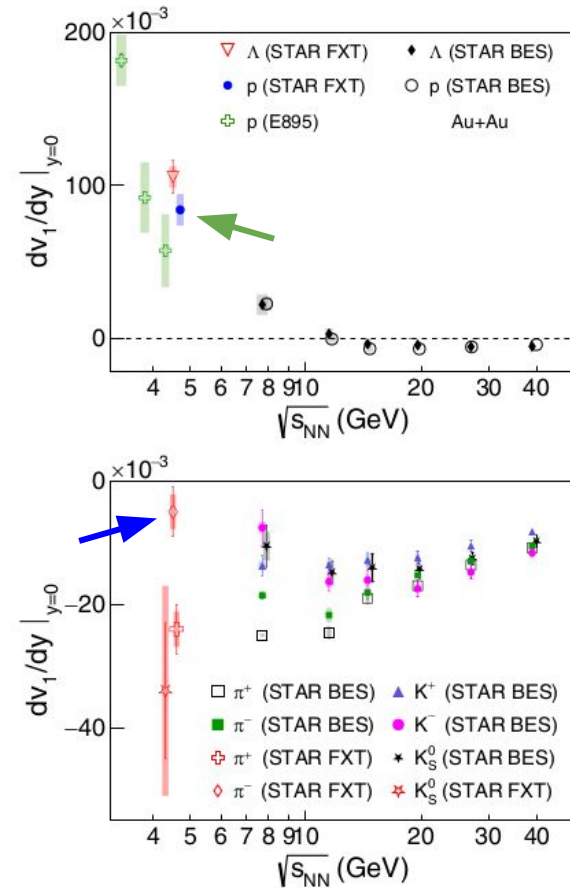 ×10⁻³
200
▽ Λ (STAR FXT) ♦ Λ (STAR BES)
● p (STAR FXT) ○ p (STAR BES)
✚ p (E895) Au+Au
100
0
dv₁/dy|y=0
4 5 6 7 8 9 10 20 30 40
√sNN (GeV)
×10⁻³
0
−20
−40
dv₁/dy|y=0
□ π⁺ (STAR BES) ▲ K⁺ (STAR BES)
■ π⁻ (STAR BES) ● K⁻ (STAR BES)
✚ π⁺ (STAR FXT) ★ K⁰S (STAR BES)
◇ π⁻ (STAR FXT) ☆ K⁰S (STAR FXT)
4 5 6 7 8 9 10 20 30 40
√sNN (GeV)